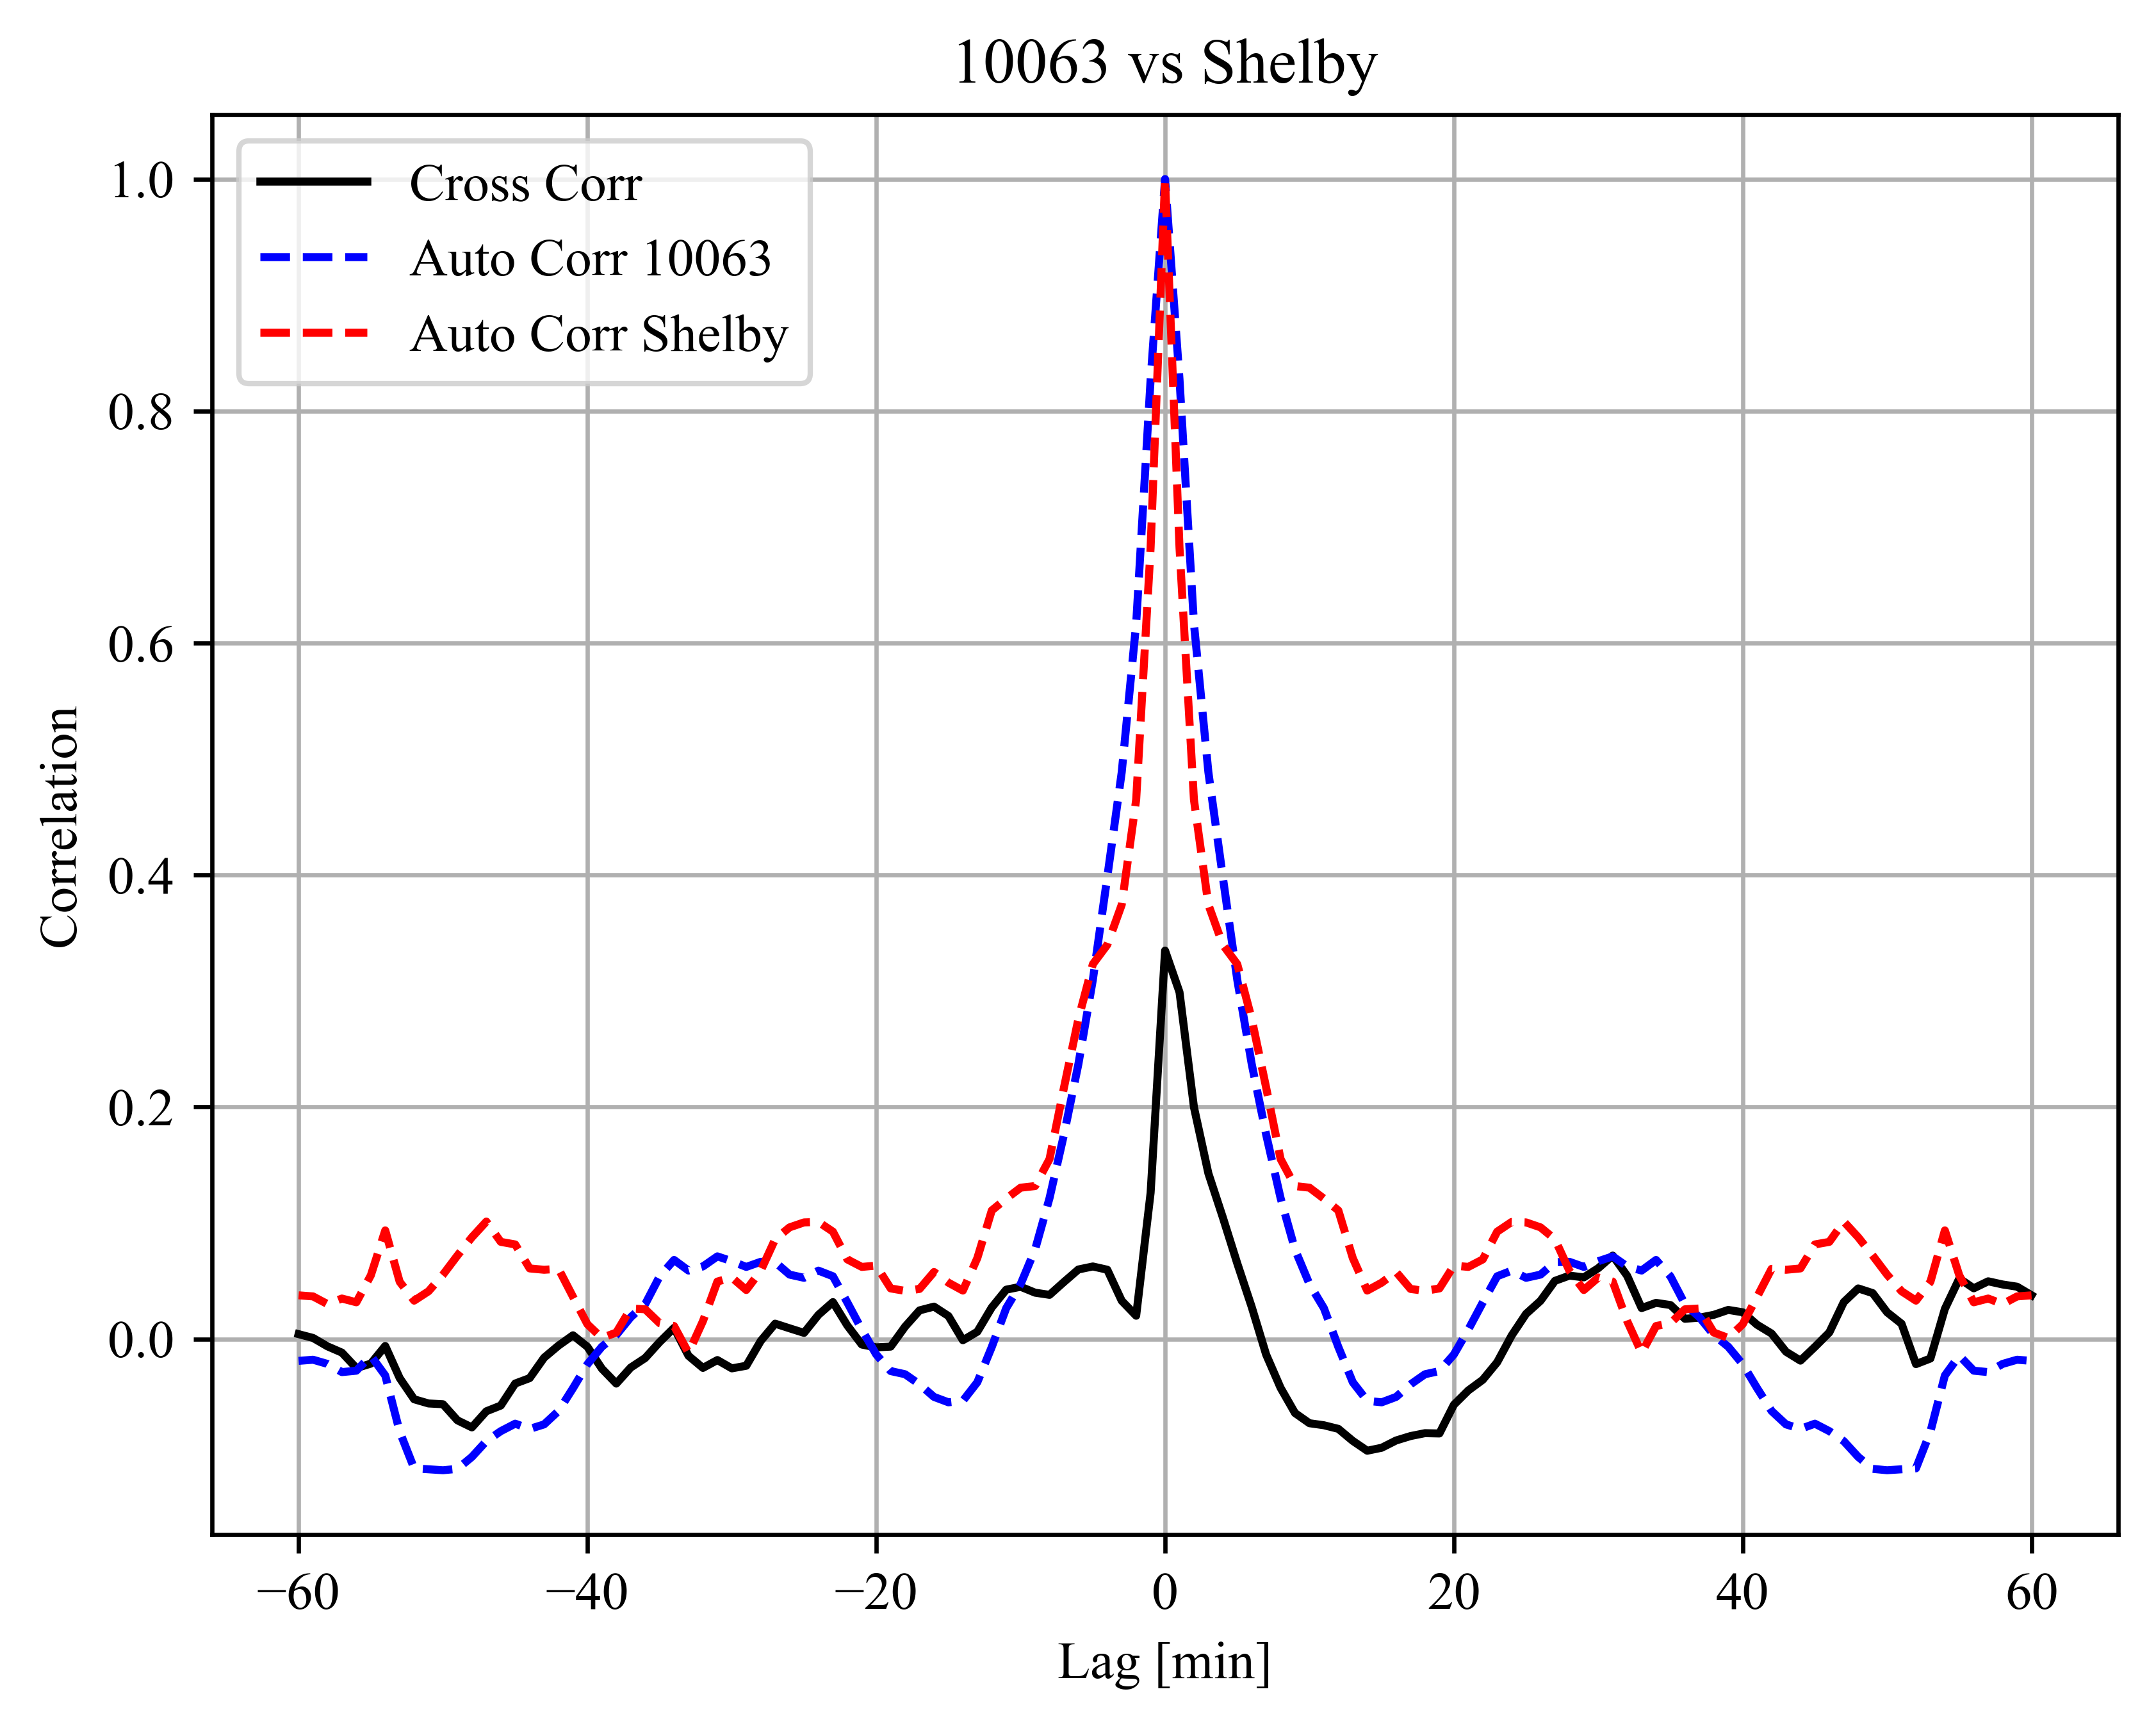 10063 vs Shelby
Cross Corr
Auto Corr 10063
Auto Corr Shelby
1.0
0.8
0.6
0.4
0.2
0.0
Correlation
−60 −40 −20 0 20 40 60
Lag [min]